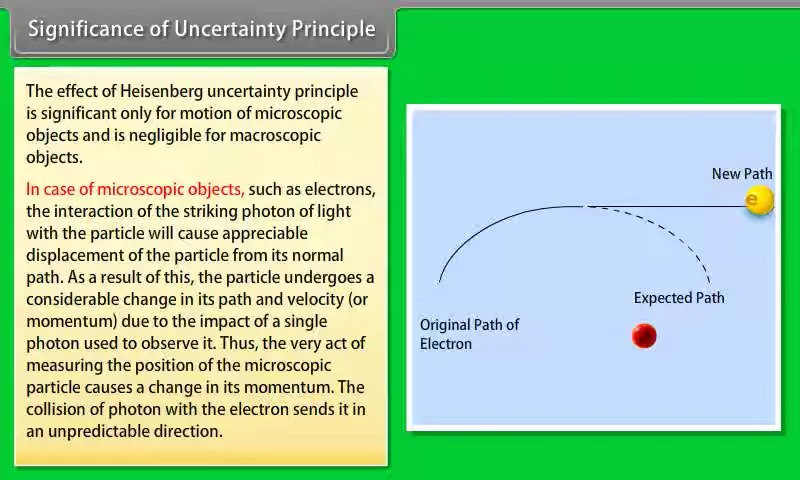 Significance of Uncertainty Principle
The effect of Heisenberg uncertainty principle
is significant only for motion of microscopic
objects and is negligible for macroscopic
objects.
In case of microscopic objects, such as electrons,
the interaction of the striking photon of light
with the particle will cause appreciable
displacement of the particle from its normal
path. As a result of this, the particle undergoes a
considerable change in its path and velocity (or
momentum) due to the impact of a single
photon used to observe it. Thus, the very act of
measuring the position of the microscopic
particle causes a change in its momentum. The
collision of photon with the electron sends it in
an unpredictable direction.
New Path
e
Expected Path
Original Path of
Electron